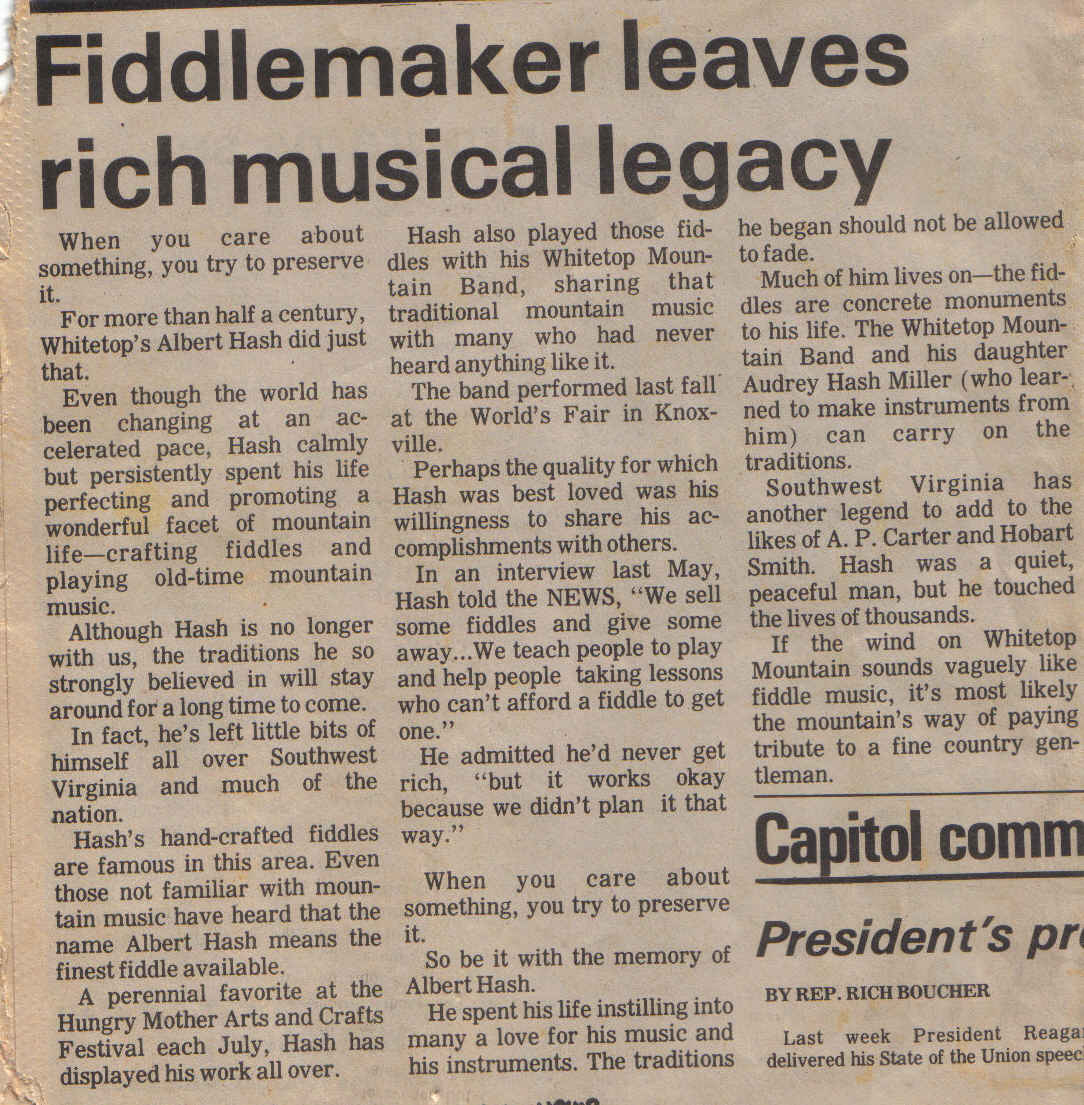 Fiddlemaker leaves
rich musical legacy
When you care about
something, you try to preserve
it.
For more than half a century,
Whitetop's Albert Hash did just
that.
Even though the world has
been changing at an ac-
celerated pace, Hash calmly
but persistently spent his life
perfecting and promoting a
wonderful facet of mountain
life—crafting fiddles and
playing old-time mountain
music.
Although Hash is no longer
with us, the traditions he so
strongly believed in will stay
around for a long time to come.
In fact, he's left little bits of
himself all over Southwest
Virginia and much of the
nation.
Hash's hand-crafted fiddles
are famous in this area. Even
those not familiar with moun-
tain music have heard that the
name Albert Hash means the
finest fiddle available.
A perennial favorite at the
Hungry Mother Arts and Crafts
Festival each July, Hash has
displayed his work all over.
Hash also played those fid-
dles with his Whitetop Moun-
tain Band, sharing that
traditional mountain music
with many who had never
heard anything like it.
The band performed last fall
at the World's Fair in Knox-
ville.
Perhaps the quality for which
Hash was best loved was his
willingness to share his ac-
complishments with others.
In an interview last May,
Hash told the NEWS, "We sell
some fiddles and give some
away...We teach people to play
and help people taking lessons
who can't afford a fiddle to get
one."
He admitted he'd never get
rich, "but it works okay
because we didn't plan it that
way."
When you care about
something, you try to preserve
it.
So be it with the memory of
Albert Hash.
He spent his life instilling into
many a love for his music and
his instruments. The traditions
he began should not be allowed
to fade.
Much of him lives on—the fid-
dles are concrete monuments
to his life. The Whitetop Moun-
tain Band and his daughter
Audrey Hash Miller (who lear-
ned to make instruments from
him) can carry on the
traditions.
Southwest Virginia has
another legend to add to the
likes of A. P. Carter and Hobart
Smith. Hash was a quiet,
peaceful man, but he touched
the lives of thousands.
If the wind on Whitetop
Mountain sounds vaguely like
fiddle music, it's most likely
the mountain's way of paying
tribute to a fine country gen-
tleman.
Capitol comm
President's pr
BY REP. RICH BOUCHER
Last week President Reaga
delivered his State of the Union speec